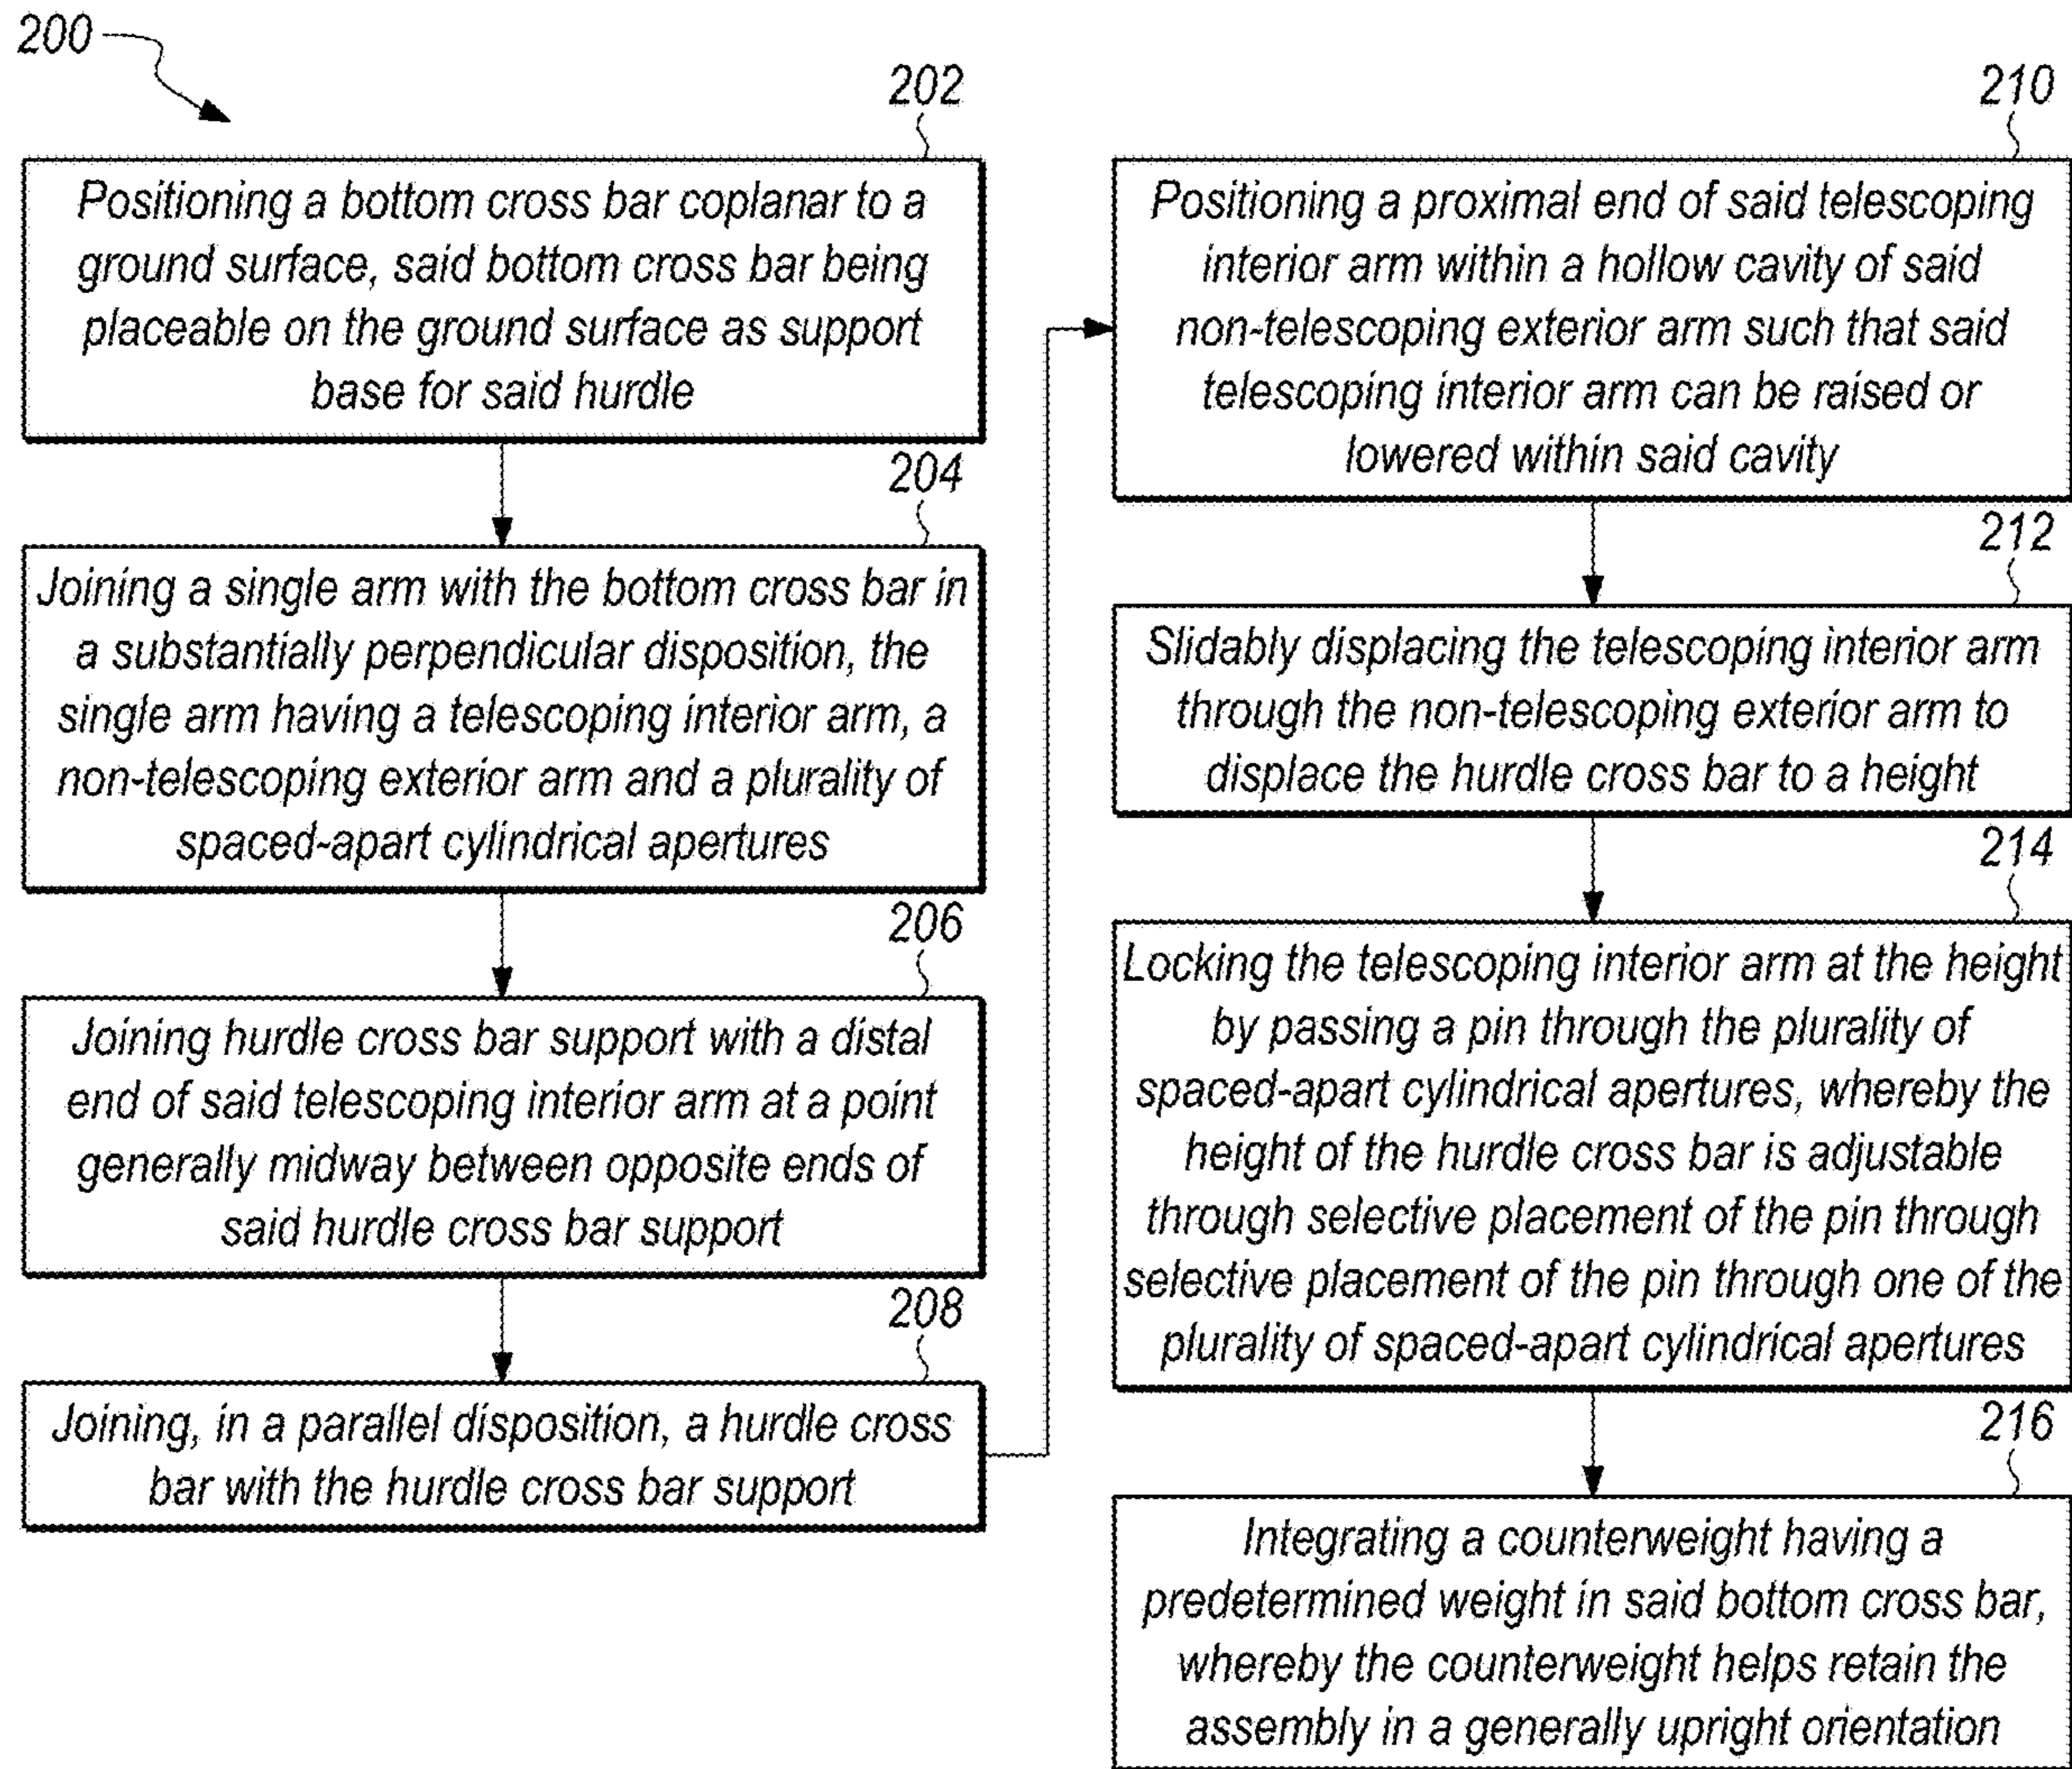 200
202
Positioning a bottom cross bar coplanar to a
ground surface, said bottom cross bar being
placeable on the ground surface as support
base for said hurdle
204
Joining a single arm with the bottom cross bar in
a substantially perpendicular disposition, the
single arm having a telescoping interior arm, a
non-telescoping exterior arm and a plurality of
spaced-apart cylindrical apertures
206
Joining hurdle cross bar support with a distal
end of said telescoping interior arm at a point
generally midway between opposite ends of
said hurdle cross bar support
208
Joining, in a parallel disposition, a hurdle cross
bar with the hurdle cross bar support
210
Positioning a proximal end of said telescoping
interior arm within a hollow cavity of said
non-telescoping exterior arm such that said
telescoping interior arm can be raised or
lowered within said cavity
212
Slidably displacing the telescoping interior arm
through the non-telescoping exterior arm to
displace the hurdle cross bar to a height
214
Locking the telescoping interior arm at the height
by passing a pin through the plurality of
spaced-apart cylindrical apertures, whereby the
height of the hurdle cross bar is adjustable
through selective placement of the pin through
selective placement of the pin through one of the
plurality of spaced-apart cylindrical apertures
216
Integrating a counterweight having a
predetermined weight in said bottom cross bar,
whereby the counterweight helps retain the
assembly in a generally upright orientation